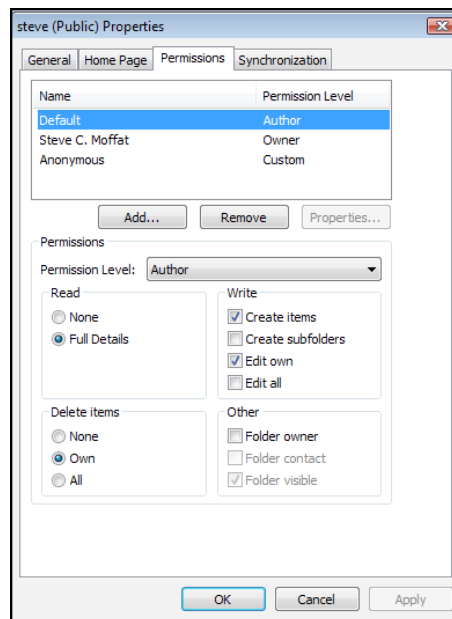 steve (Public) Properties
General Home Page Permissions Synchronization
Name Permission Level
Default Author
Steve C. Moffat Owner
Anonymous Custom
Add... Remove Properties...
Permissions
Permission Level: Author
Read Write
None Create items
Full Details Create subfolders
Edit own
Edit all
Delete items Other
None Folder owner
Own Folder contact
All Folder visible
OK Cancel Apply